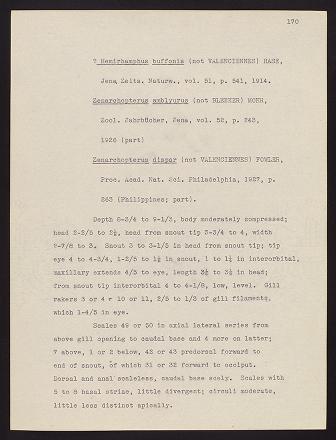 170
? Hemirhamphus buffonis (not VALENCIENNES) HASE,
Jena Zeits. Naturw., vol. 51, p. 541, 1914.
Zenarchopterus amblyurus (not BLEEKER) MOHR,
Zool. Jahrbücher, Jena, vol. 52, p. 243,
1926 (part)
Zenarchopterus dispar (not VALENCIENNES) FOWLER,
Proc. Acad. Nat. Sci. Philadelphia, 1927, p.
263 (Philippines; part).
Depth 8-3/4 to 9-1/3, body moderately compressed;
head 2-2/5 to 2½, head from snout tip 3-3/4 to 4, width
2-7/8 to 3. Snout 3 to 3-1/5 in head from snout tip; tip
eye 4 to 4-3/4, 1-2/5 to 1½ in snout, 1 to 1½ in interorbital,
maxillary extends 4/5 to eye, length 3½ to 3¾ in head;
from snout tip interorbital 4 to 4-1/8, low, level. Gill
rakers 3 or 4 + 10 or 11, 2/5 to 1/3 of gill filaments,
which 1-4/5 in eye.
Scales 49 or 50 in axial lateral series from
above gill opening to caudal base and 4 more on latter;
7 above, 1 or 2 below, 42 or 43 predorsal forward to
end of snout, of which 31 or 32 forward to occiput.
Dorsal and anal scaleless, caudal base scaly. Scales with
5 to 8 basal striae, little divergent; circuli moderate,
little less distinct apically.